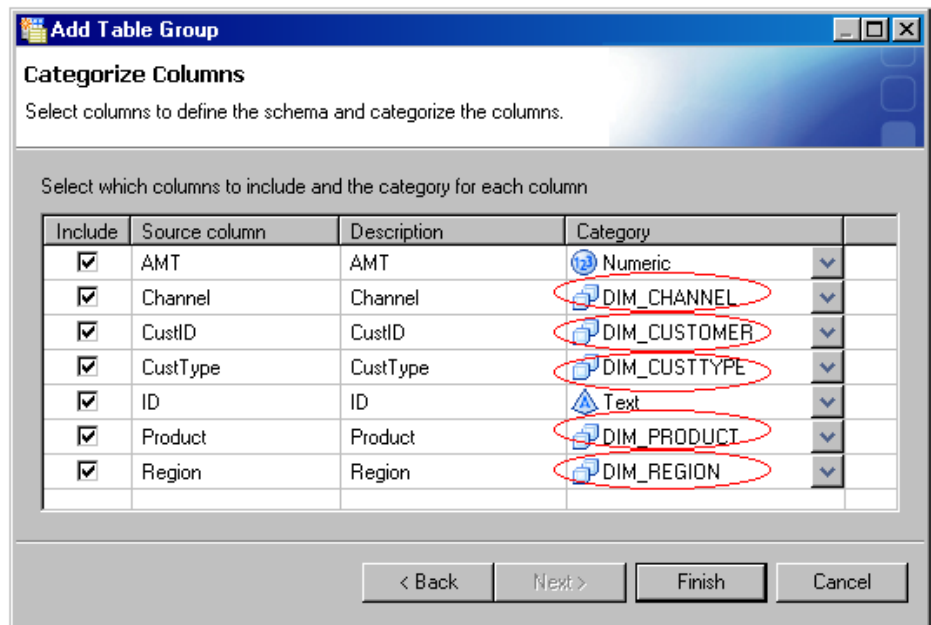 Add Table Group
Categorize Columns
Select columns to define the schema and categorize the columns.
Select which columns to include and the category for each column
Include Source column Description Category
AMT AMT 123 Numeric
Channel Channel DIM_CHANNEL
CustID CustID DIM_CUSTOMER
CustType CustType DIM_CUSTTYPE
ID ID A Text
Product Product DIM_PRODUCT
Region Region DIM_REGION
< Back Next > Finish Cancel